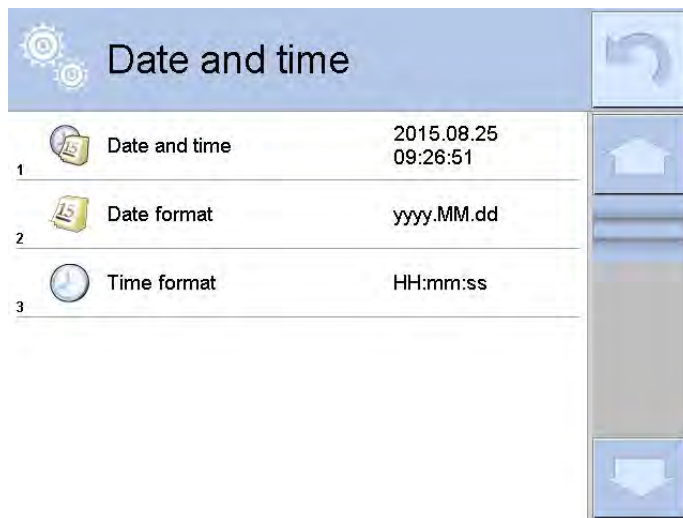 Date and time
1 Date and time 2015.08.25
09:26:51
2 Date format yyyy.MM.dd
3 Time format HH:mm:ss